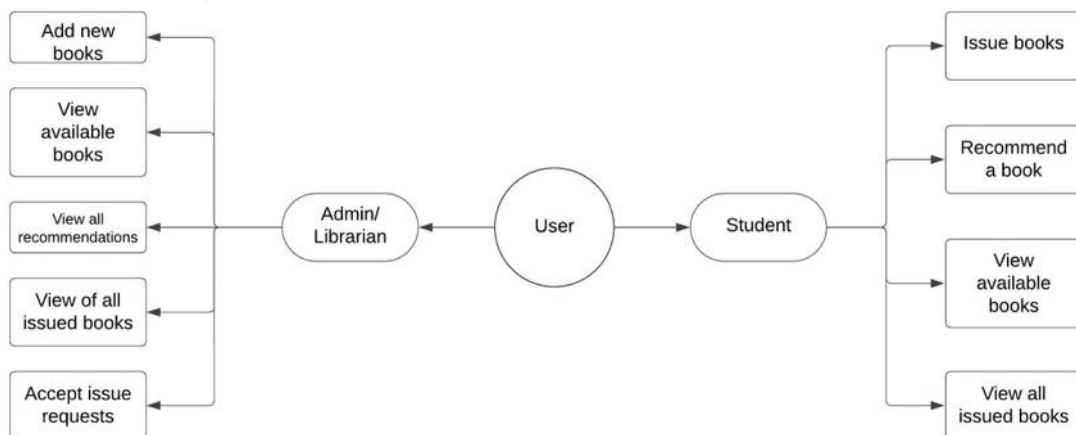 Add new
books
View
available
books
View all
recommendations
View of all
issued books
Accept issue
requests
Admin/
Librarian
User
Student
Issue books
Recommend
a book
View
available
books
View all
issued books